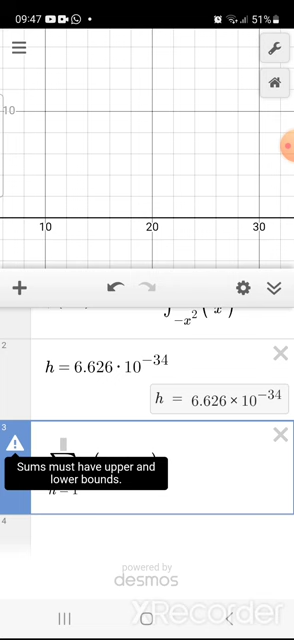 09:47 51%
10
10 20 30
-x² ( x )
2
h = 6.626 · 10⁻³⁴
h = 6.626 × 10⁻³⁴
3
Sums must have upper and
lower bounds.
4
powered by
desmos
XRecorder